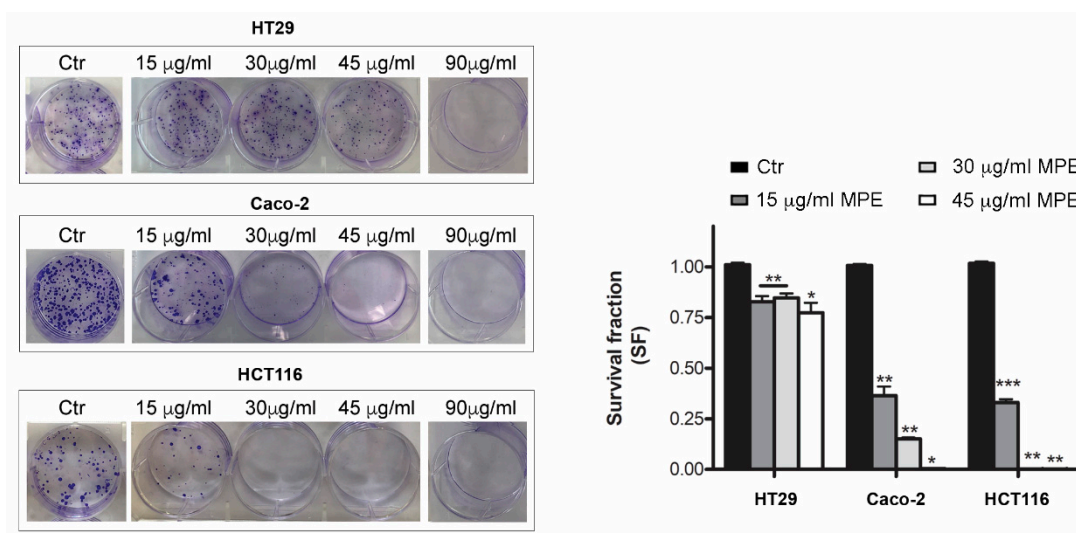 HT29
Ctr 15 μg/ml 30μg/ml 45 μg/ml 90μg/ml
Caco-2
Ctr 15 μg/ml 30μg/ml 45 μg/ml 90μg/ml
HCT116
Ctr 15 μg/ml 30μg/ml 45 μg/ml 90μg/ml
Ctr 30 μg/ml MPE
15 μg/ml MPE 45 μg/ml MPE
Survival fraction
(SF)
1.00
0.75
0.50
0.25
0.00
** *
** ** *
*** ** **
HT29 Caco-2 HCT116